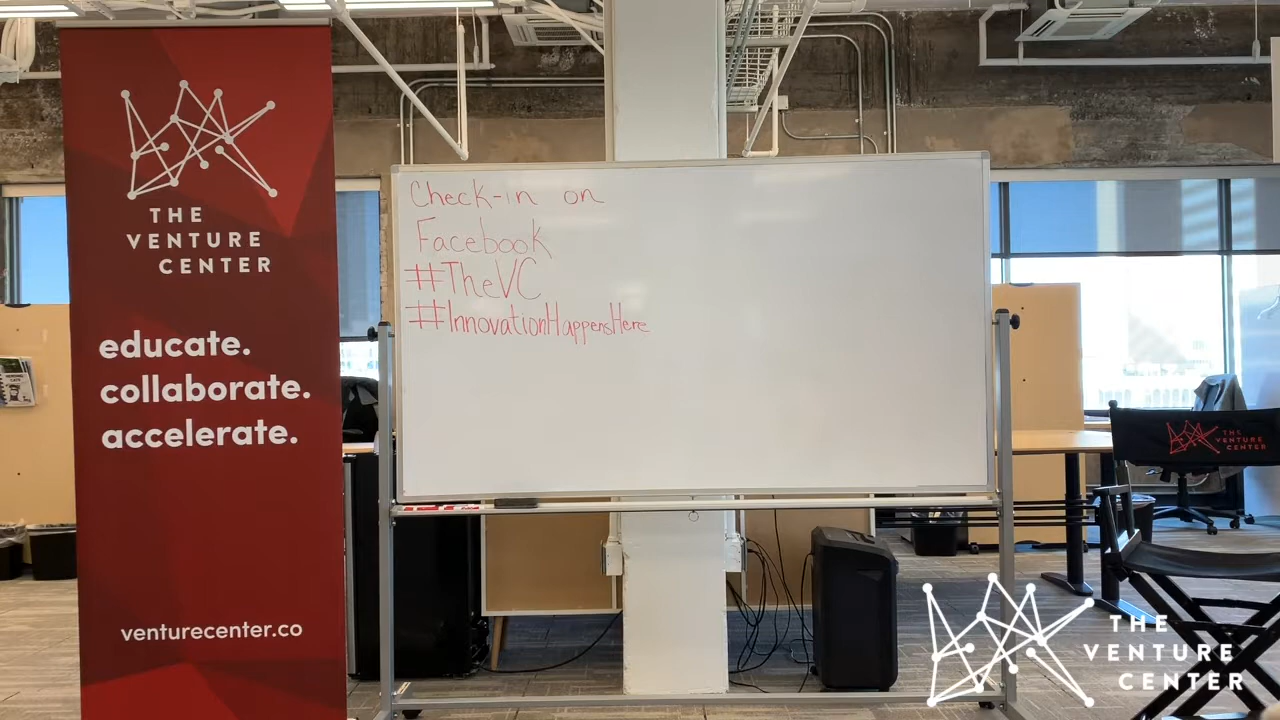 THE
VENTURE
CENTER
educate.
collaborate.
accelerate.
venturecenter.co
Check-in on
Facebook
#TheVC
#InnovationHappensHere
THE
VENTURE
CENTER
THE
VENTURE
CENTER